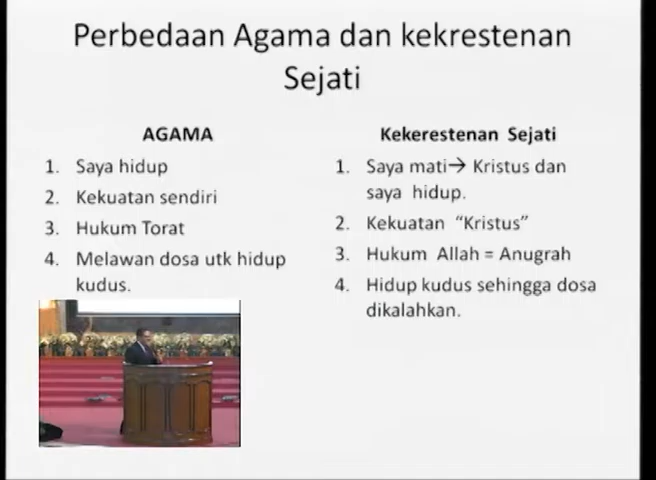 Perbedaan Agama dan kekrestenan
Sejati
AGAMA
1. Saya hidup
2. Kekuatan sendiri
3. Hukum Torat
4. Melawan dosa utk hidup
kudus.
Kekerestenan Sejati
1. Saya mati→ Kristus dan
saya hidup.
2. Kekuatan “Kristus”
3. Hukum Allah = Anugrah
4. Hidup kudus sehingga dosa
dikalahkan.